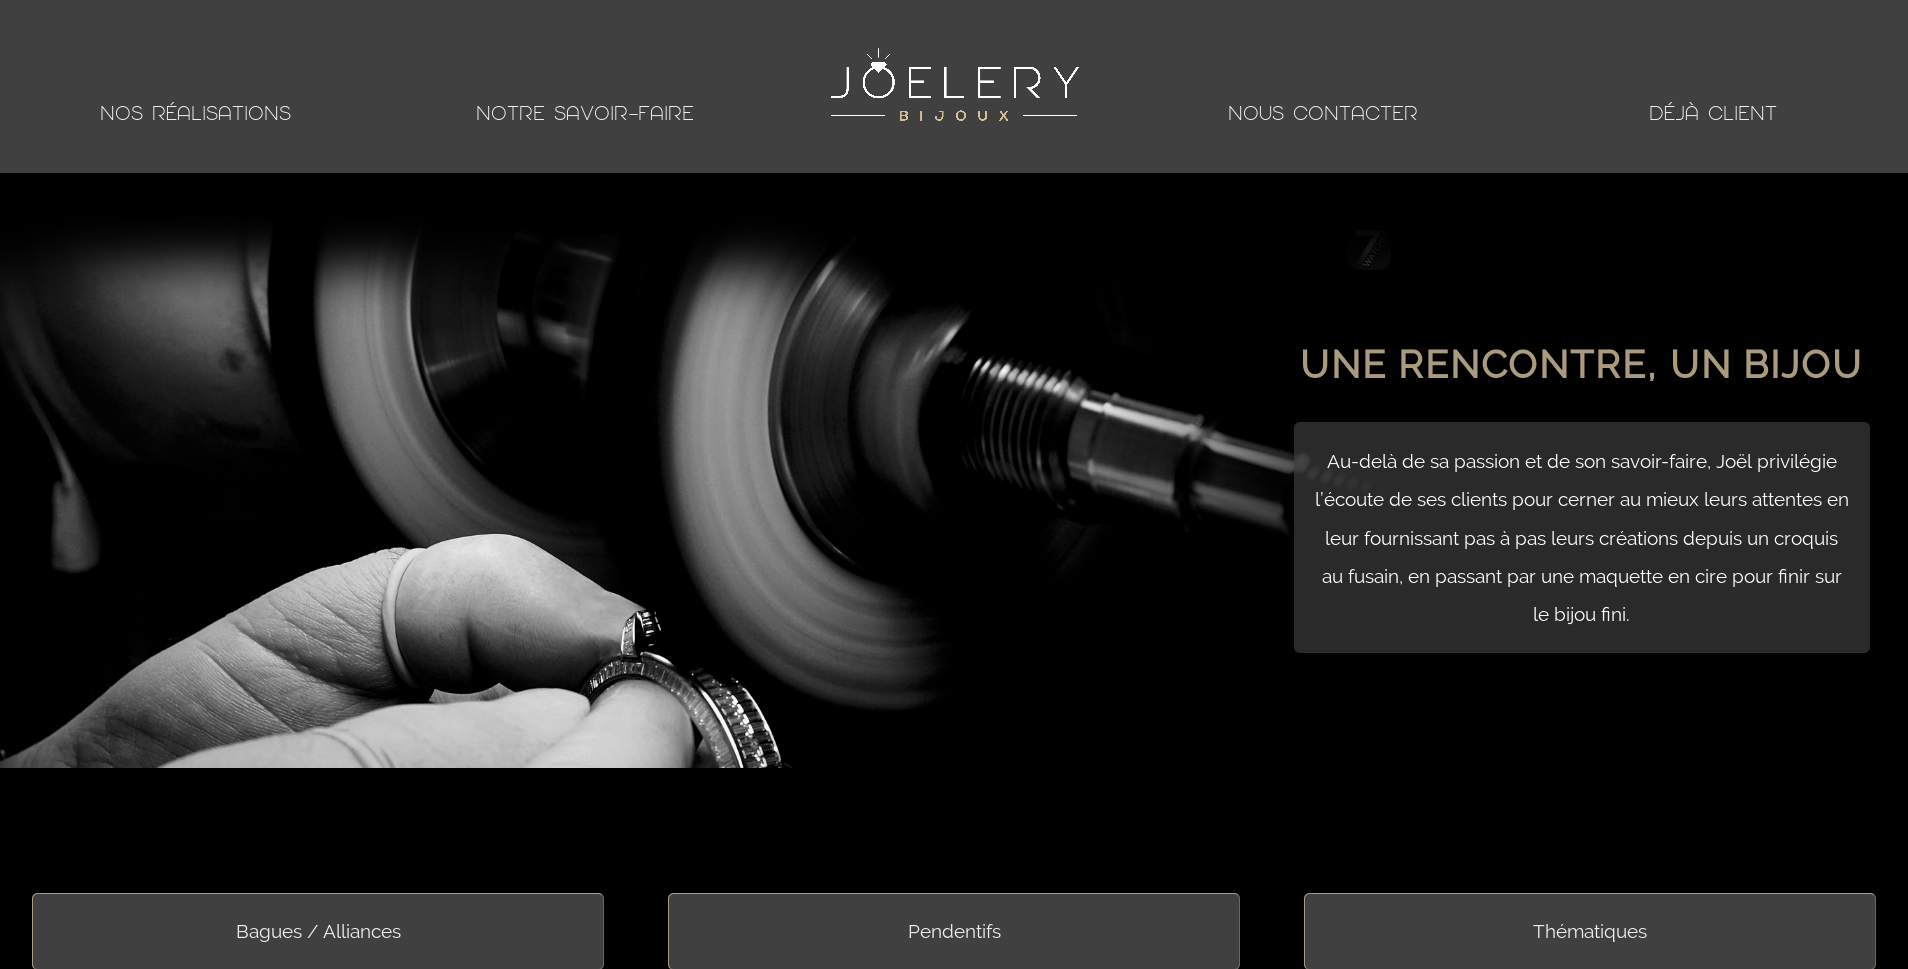 NOS RÉALISATIONS
NOTRE SAVOIR-FAIRE
JOELERY
BIJOUX
NOUS CONTACTER
DÉJÀ CLIENT
UNE RENCONTRE, UN BIJOU
Au-delà de sa passion et de son savoir-faire, Joël privilégie
l'écoute de ses clients pour cerner au mieux leurs attentes en
leur fournissant pas à pas leurs créations depuis un croquis
au fusain, en passant par une maquette en cire pour finir sur
le bijou fini.
Bagues / Alliances
Pendentifs
Thématiques